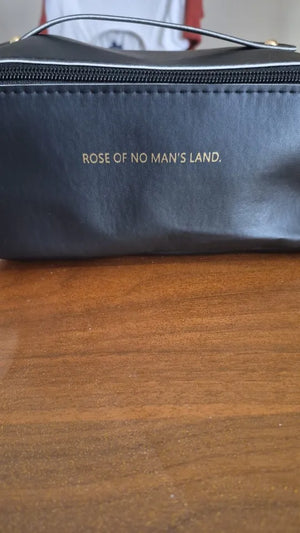 ROSE OF NO MAN'S LAND.